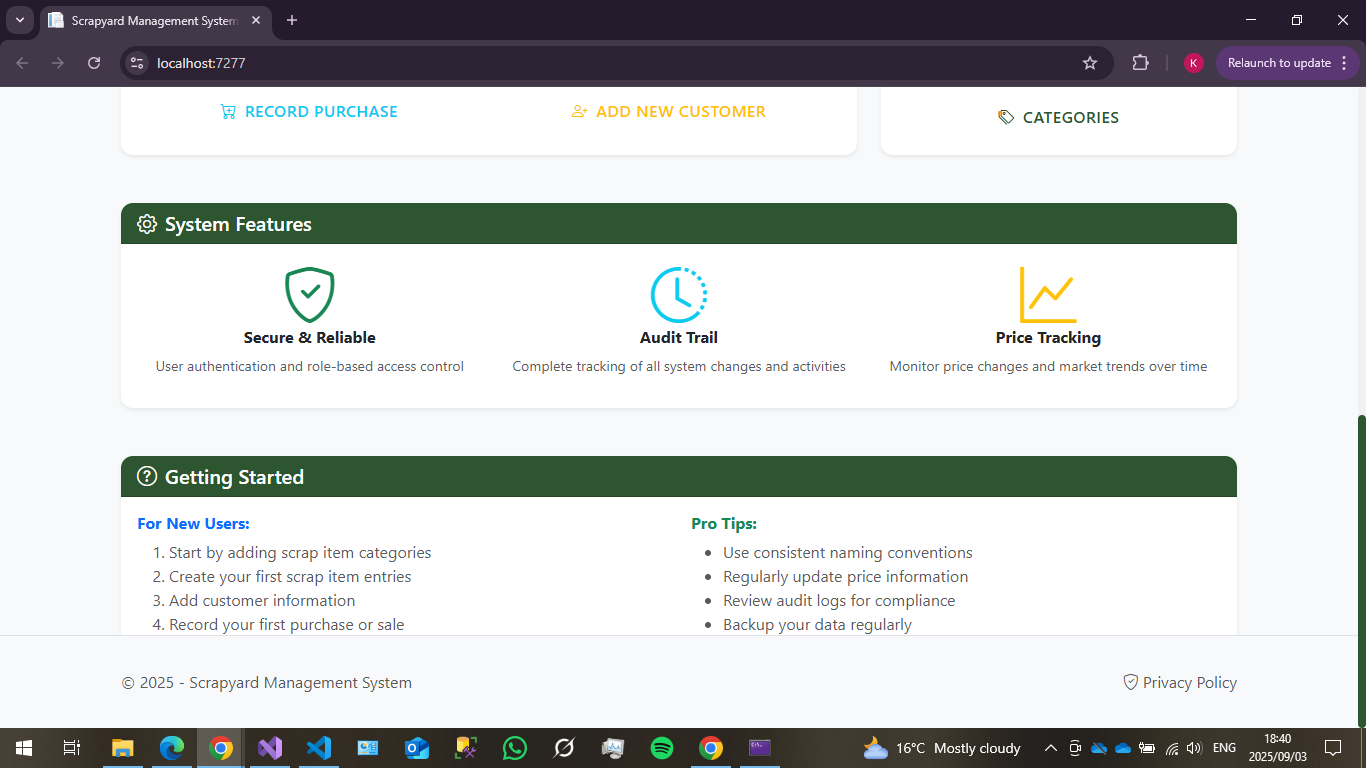 Scrapyard Management System
localhost:7277
K
Relaunch to update
RECORD PURCHASE
ADD NEW CUSTOMER
CATEGORIES
System Features
Secure & Reliable
Audit Trail
Price Tracking
User authentication and role-based access control
Complete tracking of all system changes and activities
Monitor price changes and market trends over time
Getting Started
For New Users:
1. Start by adding scrap item categories
2. Create your first scrap item entries
3. Add customer information
4. Record your first purchase or sale
Pro Tips:
• Use consistent naming conventions
• Regularly update price information
• Review audit logs for compliance
• Backup your data regularly
© 2025 - Scrapyard Management System
Privacy Policy
16°C Mostly cloudy
ENG
18:40
2025/09/03